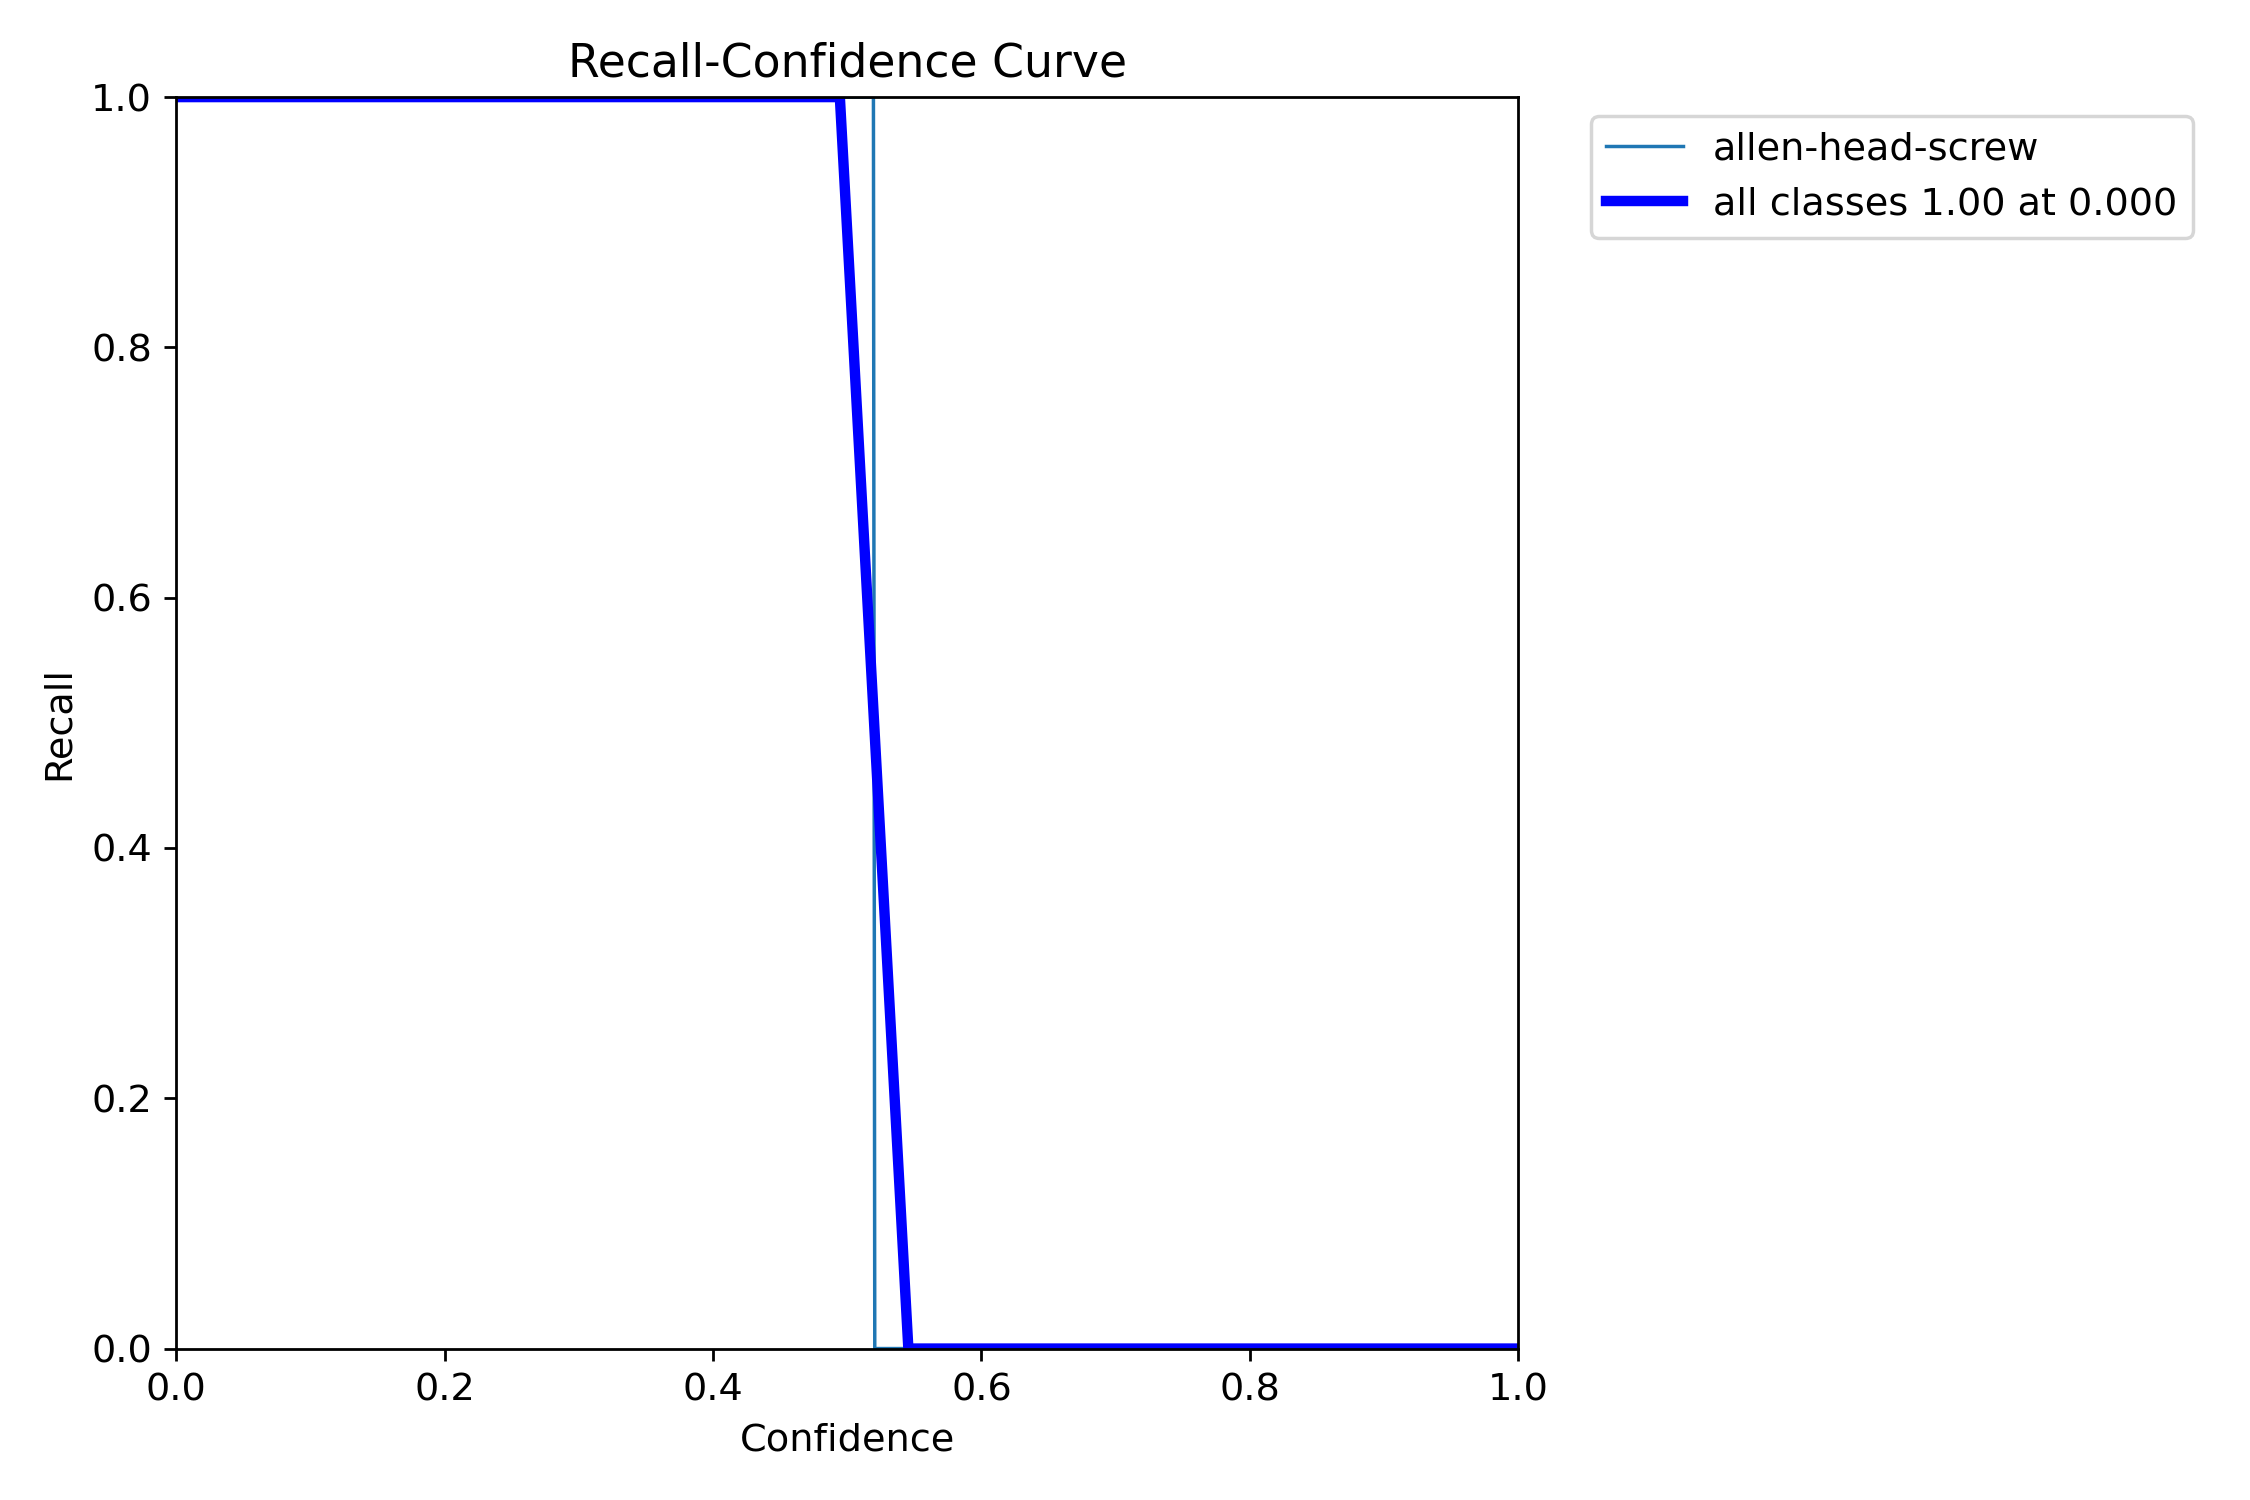 Recall-Confidence Curve
allen-head-screw
all classes 1.00 at 0.000
1.0
0.8
0.6
0.4
0.2
0.0
Recall
0.0 0.2 0.4 0.6 0.8 1.0
Confidence